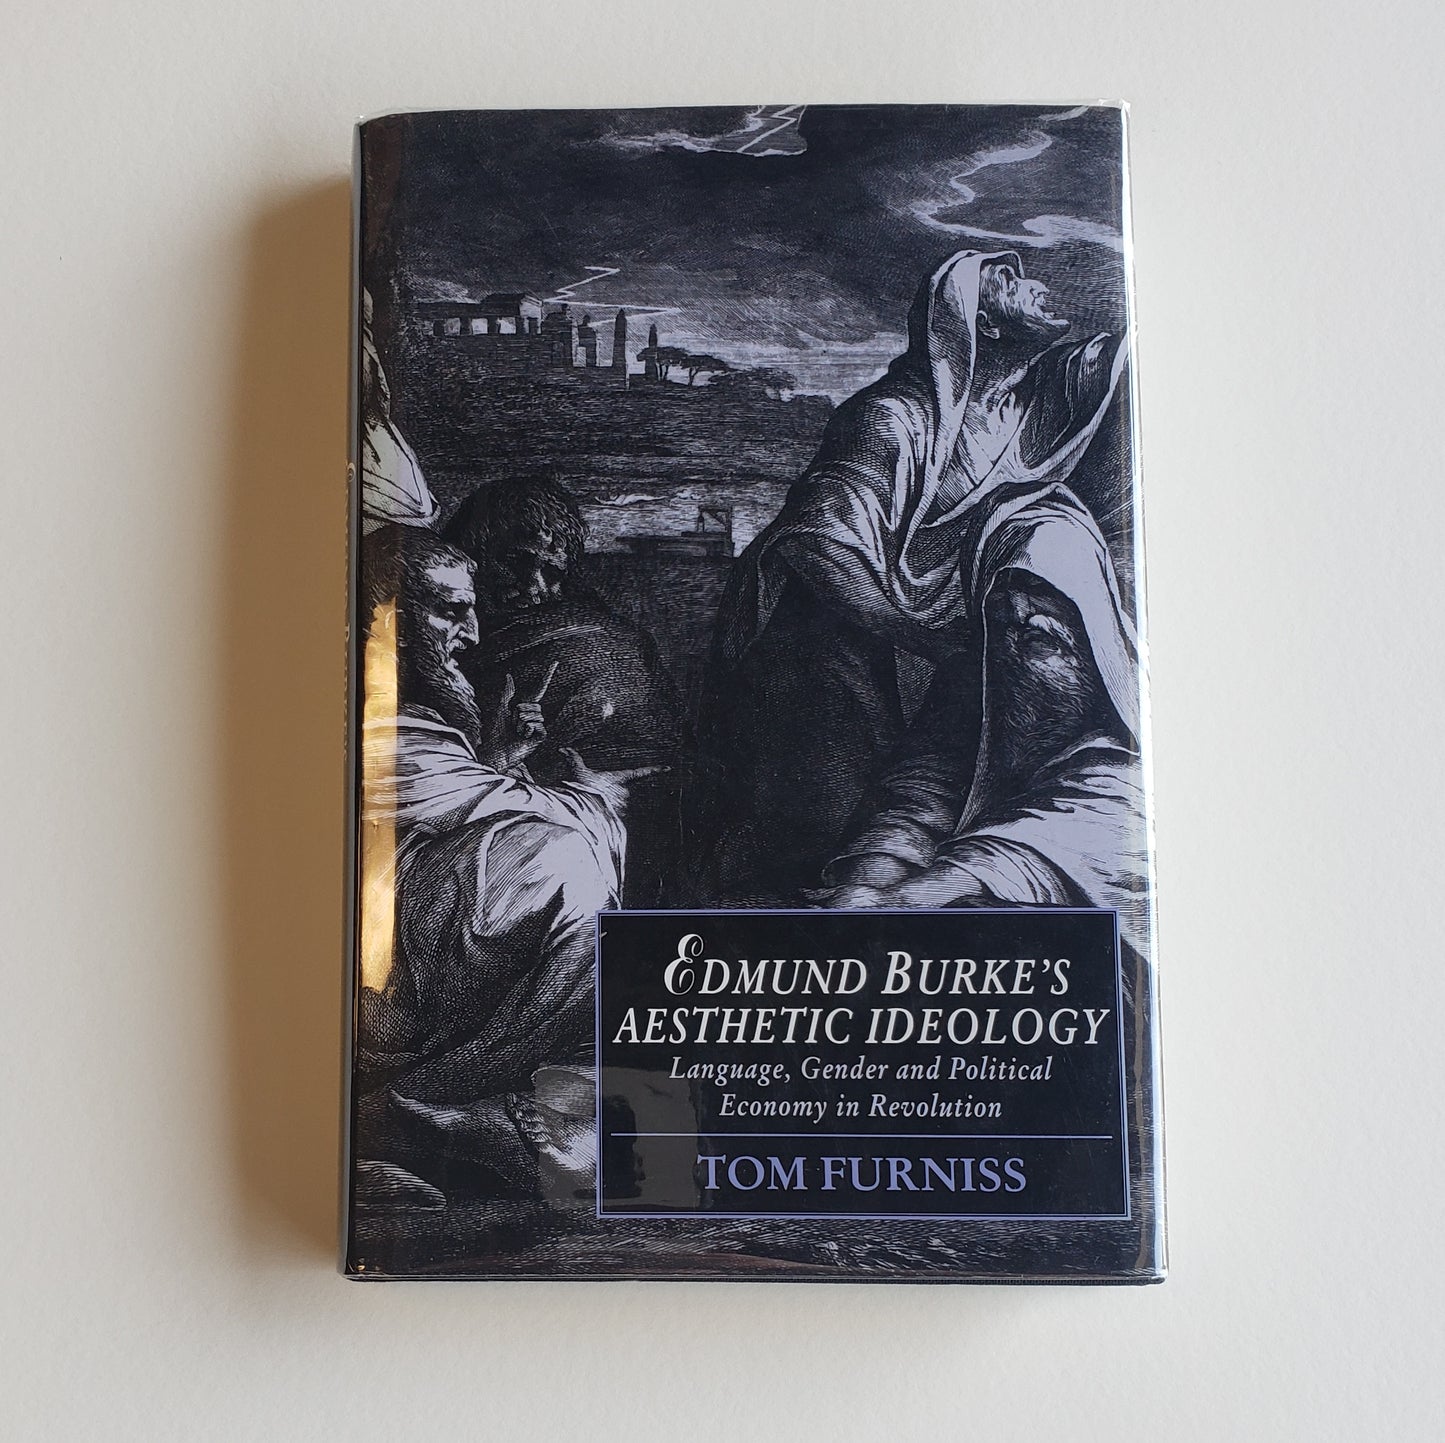 EDMUND BURKE'S
AESTHETIC IDEOLOGY
Language, Gender and Political
Economy in Revolution
TOM FURNISS